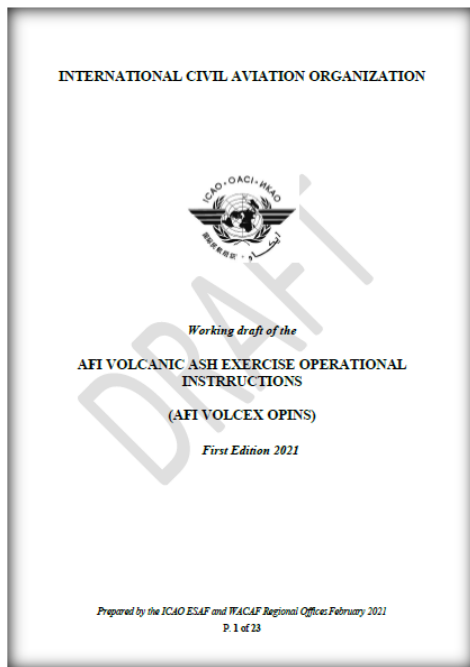 INTERNATIONAL CIVIL AVIATION ORGANIZATION
ICAO · OACI · ИКАО
DRAFT
Working draft of the
AFI VOLCANIC ASH EXERCISE OPERATIONAL
INSTRRUCTIONS
(AFI VOLCEX OPINS)
First Edition 2021
Prepared by the ICAO ESAF and WACAF Regional Offices February 2021
P. 1 of 23